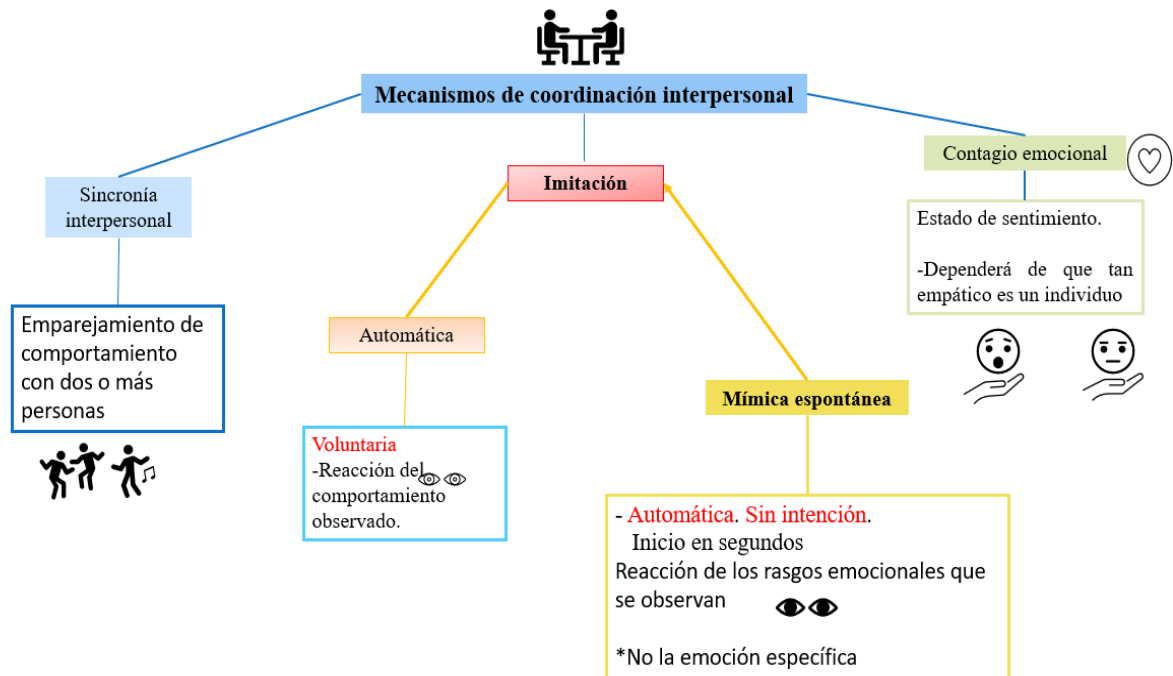 Mecanismos de coordinación interpersonal
Sincronía
interpersonal
Emparejamiento de
comportamiento
con dos o más
personas
Imitación
Automática
Voluntaria
-Reacción del
comportamiento
observado.
Mímica espontánea
- Automática. Sin intención.
Inicio en segundos
Reacción de los rasgos emocionales que
se observan
*No la emoción específica
Contagio emocional
Estado de sentimiento.
-Dependerá de que tan
empático es un individuo